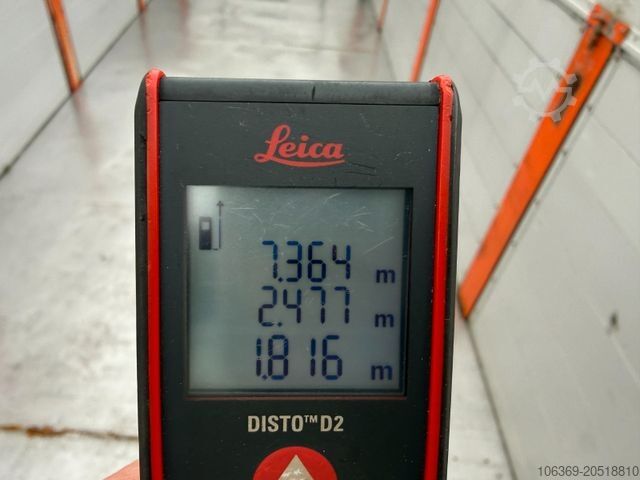 Leica
7.364 m
2.477 m
1.816 m
DISTO™ D2
106369-20518810